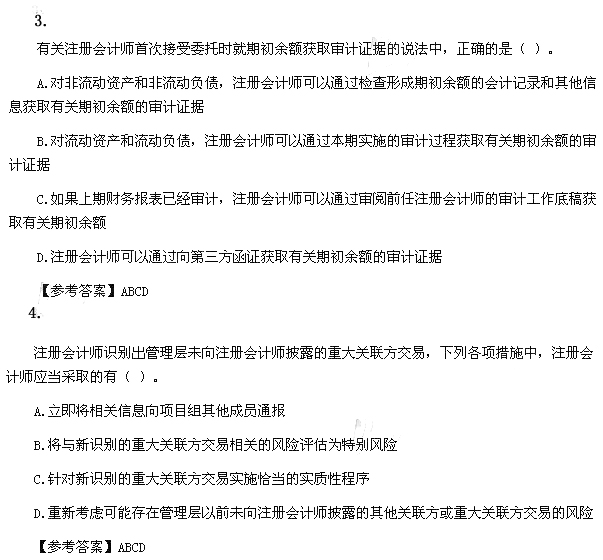 3.
有关注册会计师首次接受委托时就期初余额获取审计证据的说法中，正确的是（ ）。
A.对非流动资产和非流动负债，注册会计师可以通过检查形成期初余额的会计记录和其他信
息获取有关期初余额的审计证据
B.对流动资产和流动负债，注册会计师可以通过本期实施的审计过程获取有关期初余额的审
计证据
C.如果上期财务报表已经审计，注册会计师可以通过审阅前任注册会计师的审计工作底稿获
取有关期初余额
D.注册会计师可以通过向第三方函证获取有关期初余额的审计证据
【参考答案】ABCD
4.
注册会计师识别出管理层未向注册会计师披露的重大关联方交易，下列各项措施中，注册会
计师应当采取的有（ ）。
A.立即将相关信息向项目组其他成员通报
B.将与新识别的重大关联方交易相关的风险评估为特别风险
C.针对新识别的重大关联方交易实施恰当的实质性程序
D.重新考虑可能存在管理层以前未向注册会计师披露的其他关联方或重大关联方交易的风险
【参考答案】ABCD